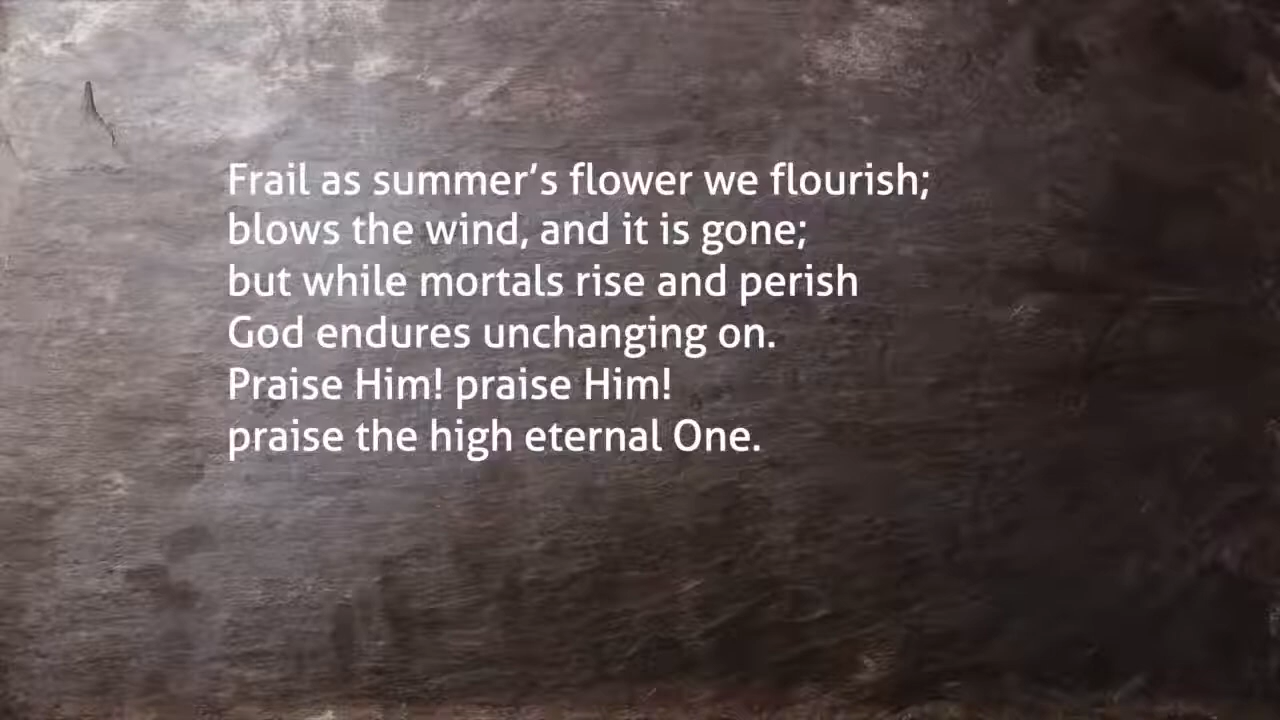 Frail as summer’s flower we flourish;
blows the wind, and it is gone;
but while mortals rise and perish
God endures unchanging on.
Praise Him! praise Him!
praise the high eternal One.